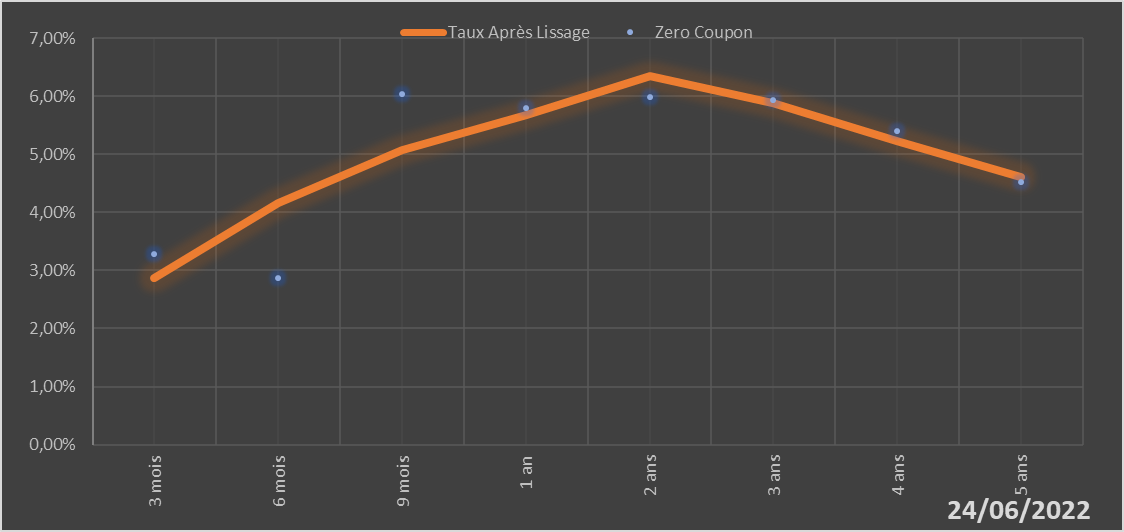 Taux Après Lissage
Zero Coupon
7,00%
6,00%
5,00%
4,00%
3,00%
2,00%
1,00%
0,00%
3 mois
6 mois
9 mois
1 an
2 ans
3 ans
4 ans
5 ans
24/06/2022